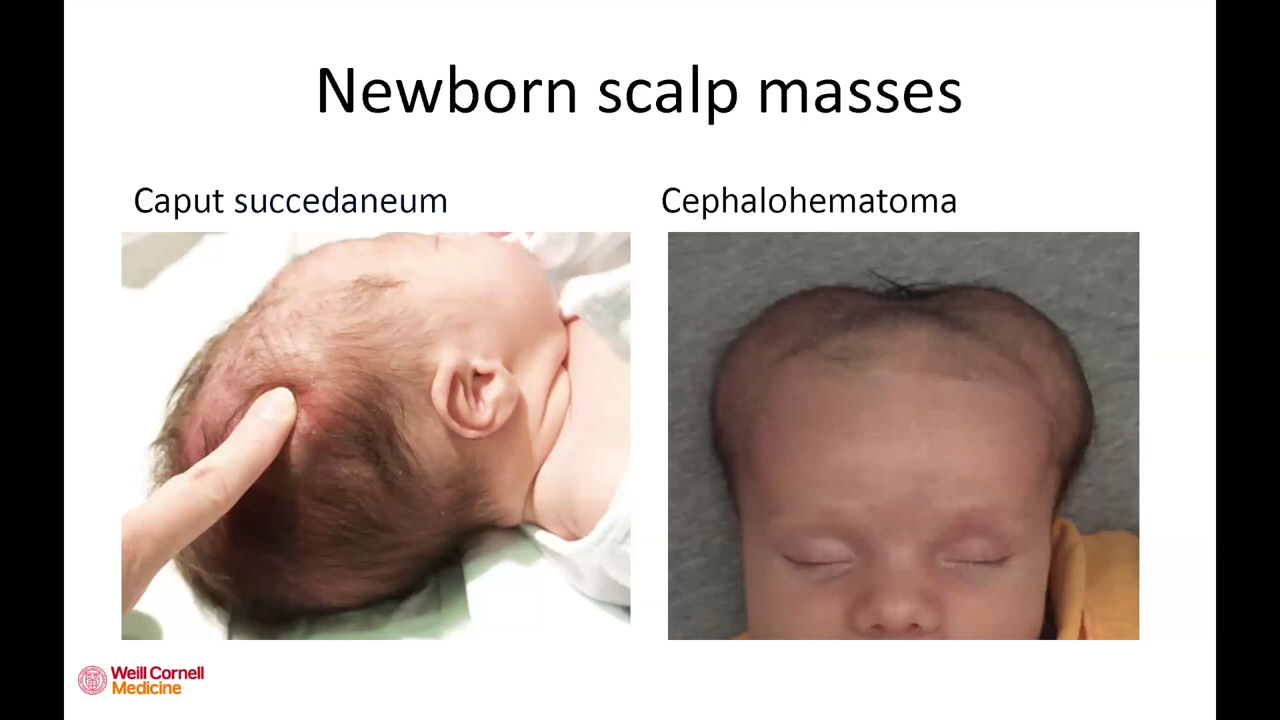 Newborn scalp masses
Caput succedaneum
Cephalohematoma
Weill Cornell
Medicine